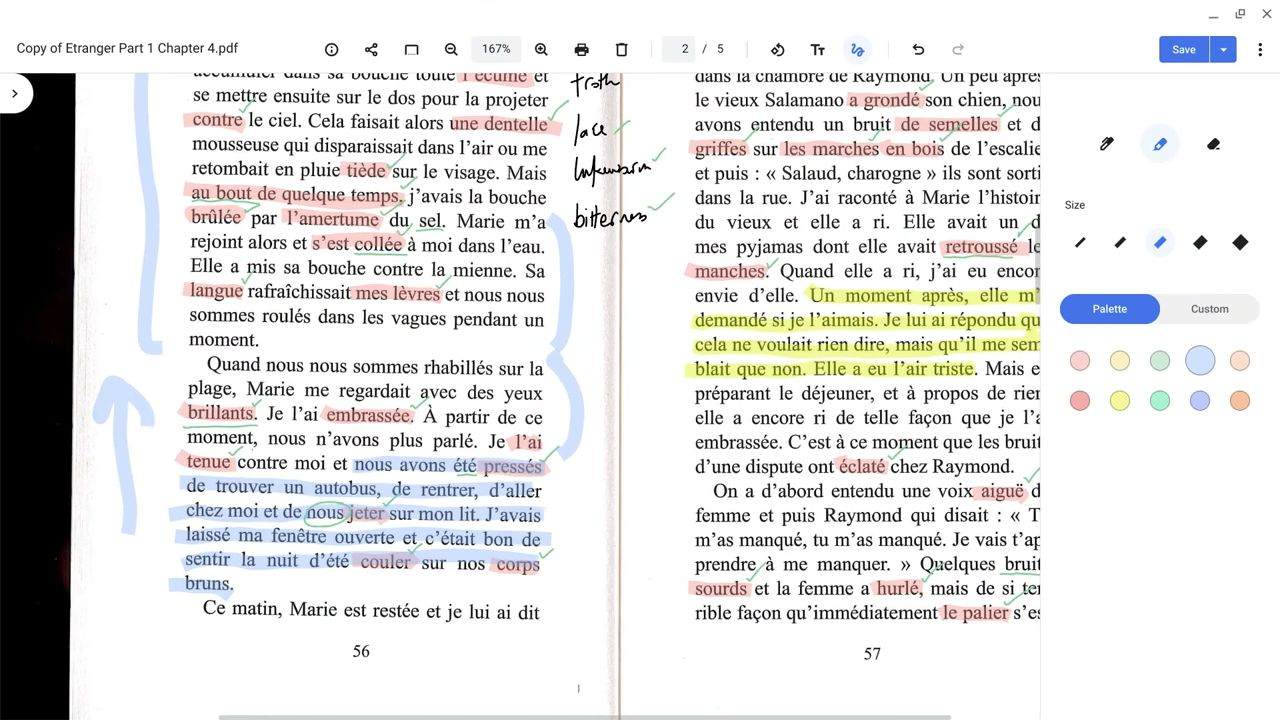 Copy of Etranger Part 1 Chapter 4.pdf
167%
2 / 5
Save
accumuler dans sa bouche toute l'écume et
se mettre ensuite sur le dos pour la projeter
contre le ciel. Cela faisait alors une dentelle
mousseuse qui disparaissait dans l'air ou me
retombait en pluie tiède sur le visage. Mais
au bout de quelque temps, j'avais la bouche
brûlée par l'amertume du sel. Marie m'a
rejoint alors et s'est collée à moi dans l'eau.
Elle a mis sa bouche contre la mienne. Sa
langue rafraîchissait mes lèvres et nous nous
sommes roulés dans les vagues pendant un
moment.
Quand nous nous sommes rhabillés sur la
plage, Marie me regardait avec des yeux
brillants. Je l'ai embrassée. À partir de ce
moment, nous n'avons plus parlé. Je l'ai
tenue contre moi et nous avons été pressés
de trouver un autobus, de rentrer, d'aller
chez moi et de nous jeter sur mon lit. J'avais
laissé ma fenêtre ouverte et c'était bon de
sentir la nuit d'été couler sur nos corps
bruns.
Ce matin, Marie est restée et je lui ai dit
56
froth
lace
bitterness
dans la chambre de Raymond. Un peu après
le vieux Salamano a grondé son chien, nou
avons entendu un bruit de semelles et d
griffes sur les marches en bois de l'escalie
et puis : « Salaud, charogne » ils sont sorti
dans la rue. J'ai raconté à Marie l'histoir
du vieux et elle a ri. Elle avait un d
mes pyjamas dont elle avait retroussé le
manches. Quand elle a ri, j'ai eu encor
envie d'elle. Un moment après, elle m'
demandé si je l'aimais. Je lui ai répondu qu
cela ne voulait rien dire, mais qu'il me sem
blait que non. Elle a eu l'air triste. Mais e
préparant le déjeuner, et à propos de rien
elle a encore ri de telle façon que je l'a
embrassée. C'est à ce moment que les bruit
d'une dispute ont éclaté chez Raymond.
On a d'abord entendu une voix aiguë d
femme et puis Raymond qui disait : « T
m'as manqué, tu m'as manqué. Je vais t'ap
prendre à me manquer. » Quelques bruit
sourds et la femme a hurlé, mais de si ter
rible façon qu'immédiatement le palier s'es
57
Size
Palette
Custom